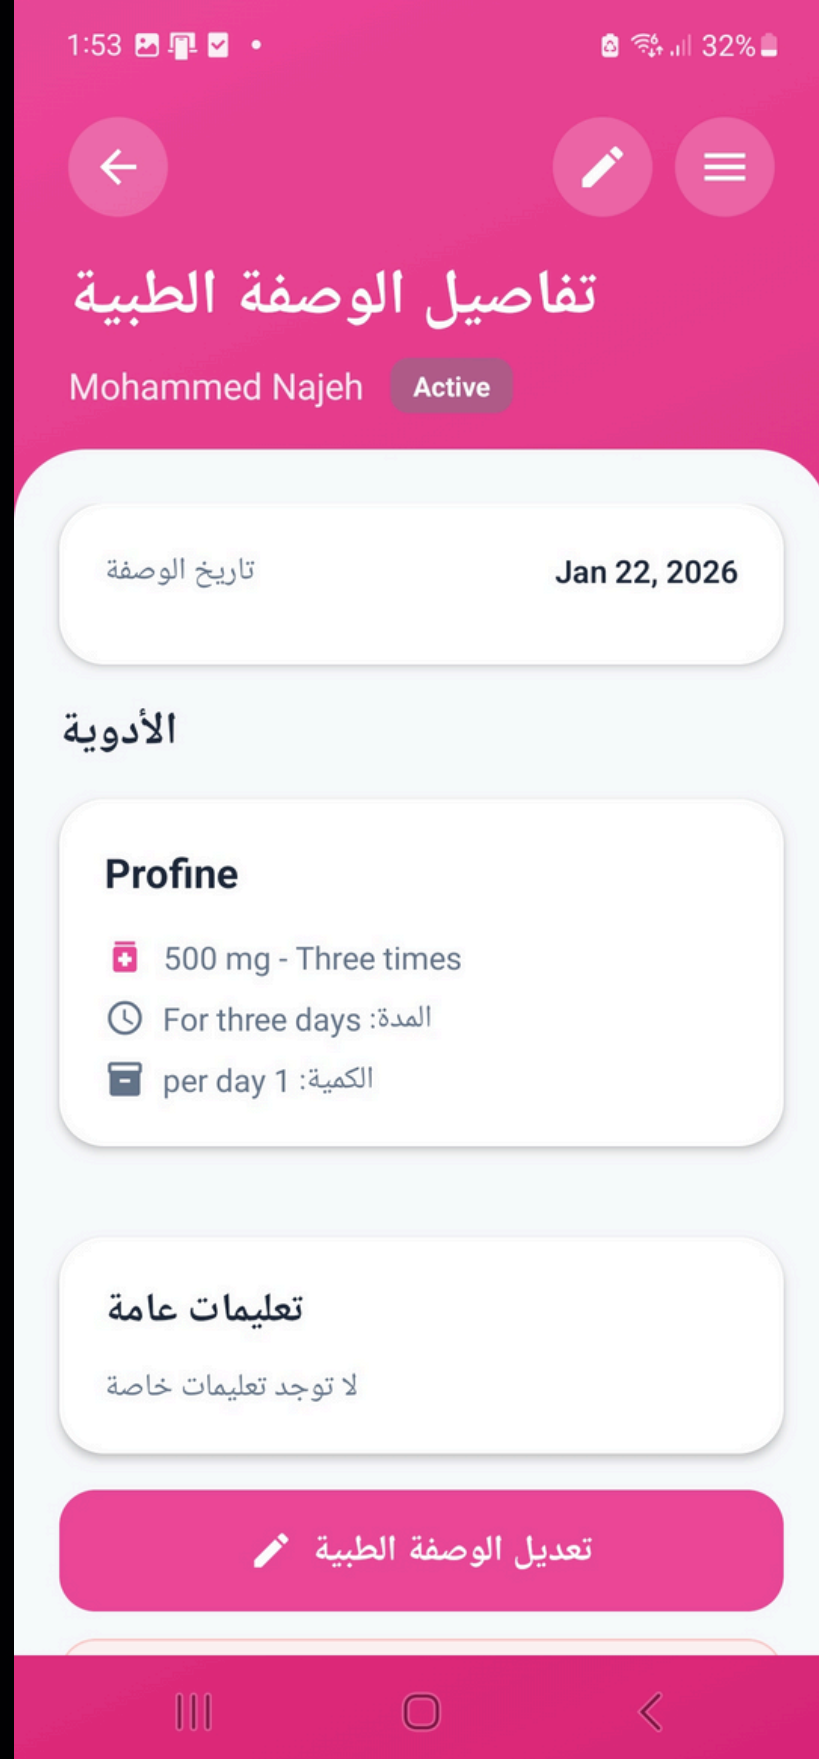 1:53 32%
تفاصيل الوصفة الطبية
Mohammed Najeh Active
تاريخ الوصفة Jan 22, 2026
الأدوية
Profine
500 mg - Three times
المدة: For three days
الكمية: 1 per day
تعليمات عامة
لا توجد تعليمات خاصة
تعديل الوصفة الطبية